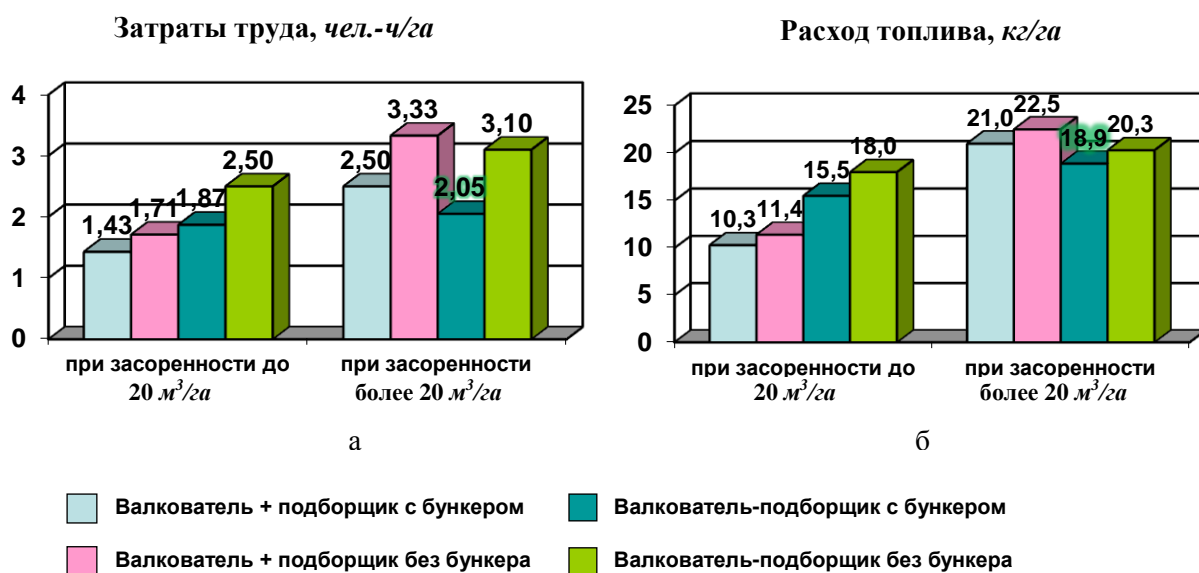 Затраты труда, чел.-ч/га
4
3
2
1
0
1,43
1,71
1,87
2,50
2,50
3,33
2,05
3,10
при засоренности до
20 м³/га
при засоренности
более 20 м³/га
а
Расход топлива, кг/га
25
20
15
10
5
0
10,3
11,4
15,5
18,0
21,0
22,5
18,9
20,3
при засоренности до
20 м³/га
при засоренности
более 20 м³/га
б
Валкователь + подборщик с бункером
Валкователь-подборщик с бункером
Валкователь + подборщик без бункера
Валкователь-подборщик без бункера